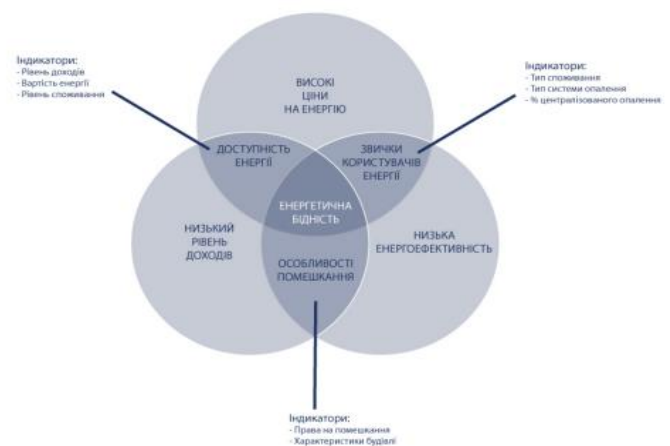 Індикатори:
- Рівень доходів
- Вартість енергії
- Рівень споживання
ВИСОКІ
ЦІНИ
НА ЕНЕРГІЮ
Індикатори:
- Тип споживання
- Тип системи опалення
- % централізованого опалення
ДОСТУПНІСТЬ
ЕНЕРГІЇ
ЗВИЧКИ
КОРИСТУВАЧІВ
ЕНЕРГІЇ
ЕНЕРГЕТИЧНА
БІДНІСТЬ
НИЗЬКИЙ
РІВЕНЬ
ДОХОДІВ
НИЗЬКА
ЕНЕРГОЕФЕКТИВНІСТЬ
ОСОБЛИВОСТІ
ПОМЕШКАННЯ
Індикатори:
- Права на помешкання
- Характеристики будівлі